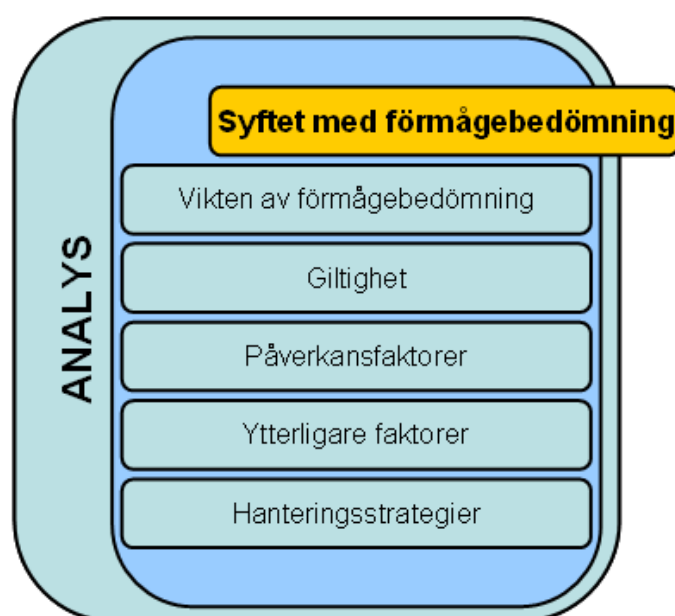 ANALYS
Syftet med förmågebedömning
Vikten av förmågebedömning
Giltighet
Påverkansfaktorer
Ytterligare faktorer
Hanteringsstrategier